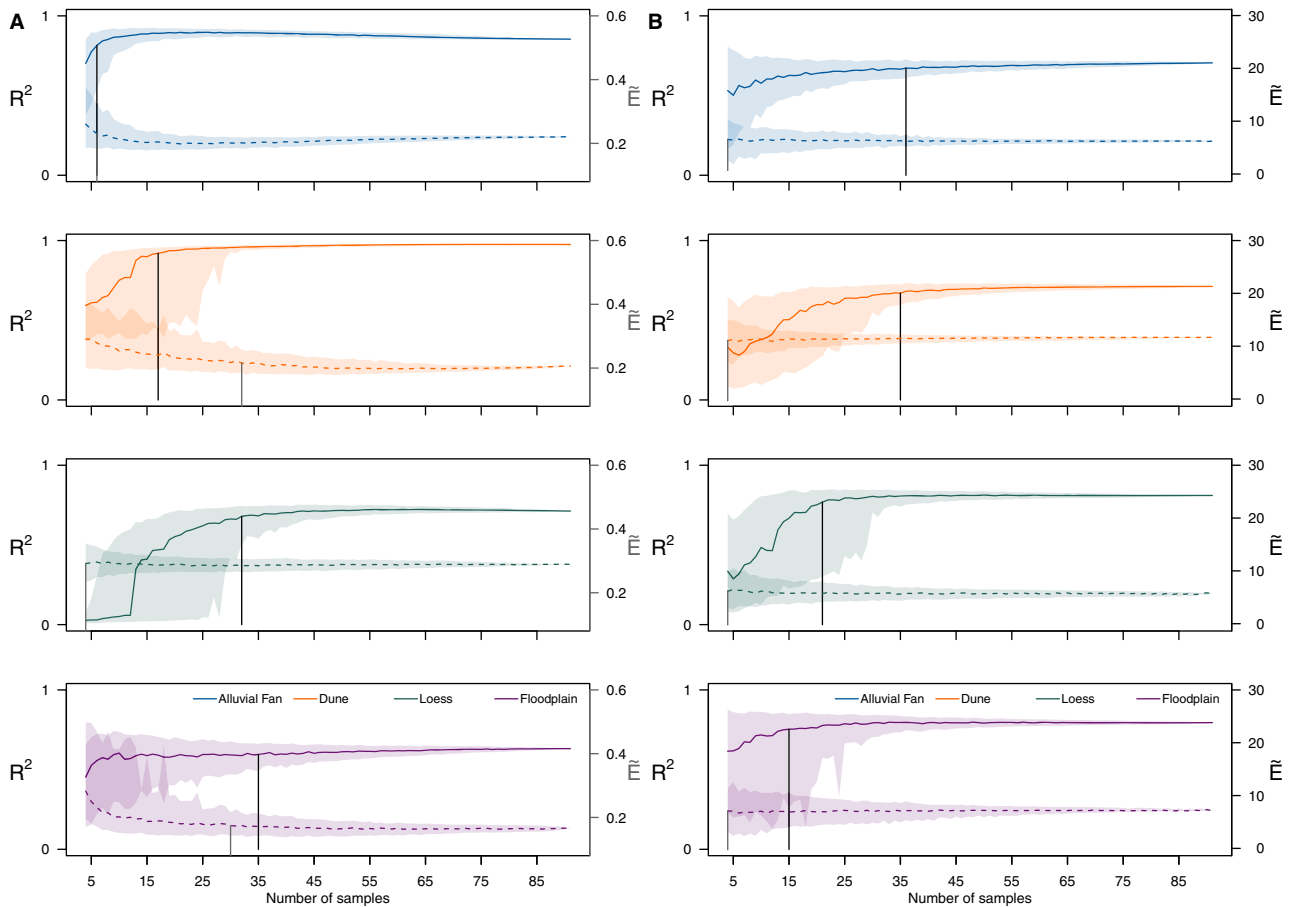 A
B
1
0.6
1
30
R²
0.4
Ẽ
R²
20
Ẽ
10
0
0.2
0
0
1
0.6
1
30
R²
0.4
Ẽ
R²
20
Ẽ
10
0
0.2
0
0
1
0.6
1
30
R²
0.4
Ẽ
R²
20
Ẽ
10
0
0.2
0
0
1
0.6
1
30
Alluvial Fan Dune Loess Floodplain
Alluvial Fan Dune Loess Floodplain
R²
0.4
Ẽ
R²
20
Ẽ
10
0
0.2
0
0
5 15 25 35 45 55 65 75 85
5 15 25 35 45 55 65 75 85
Number of samples
Number of samples